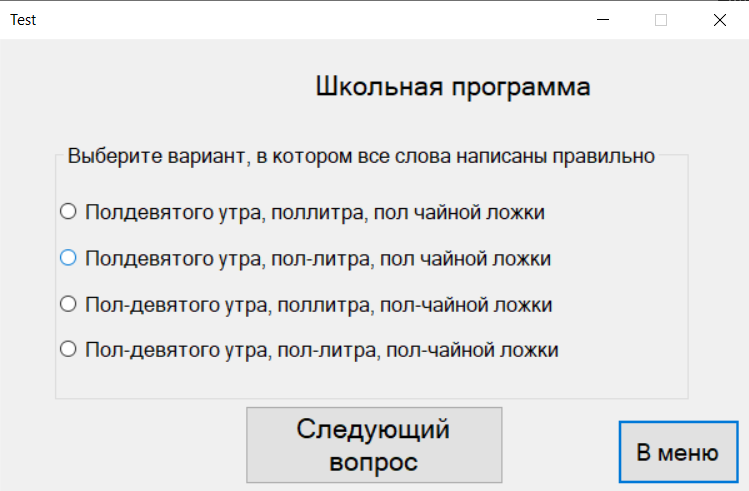 Test
Школьная программа
Выберите вариант, в котором все слова написаны правильно
Полдевятого утра, поллитра, пол чайной ложки
Полдевятого утра, пол-литра, пол чайной ложки
Пол-девятого утра, поллитра, пол-чайной ложки
Пол-девятого утра, пол-литра, пол-чайной ложки
Следующий
вопрос
В меню